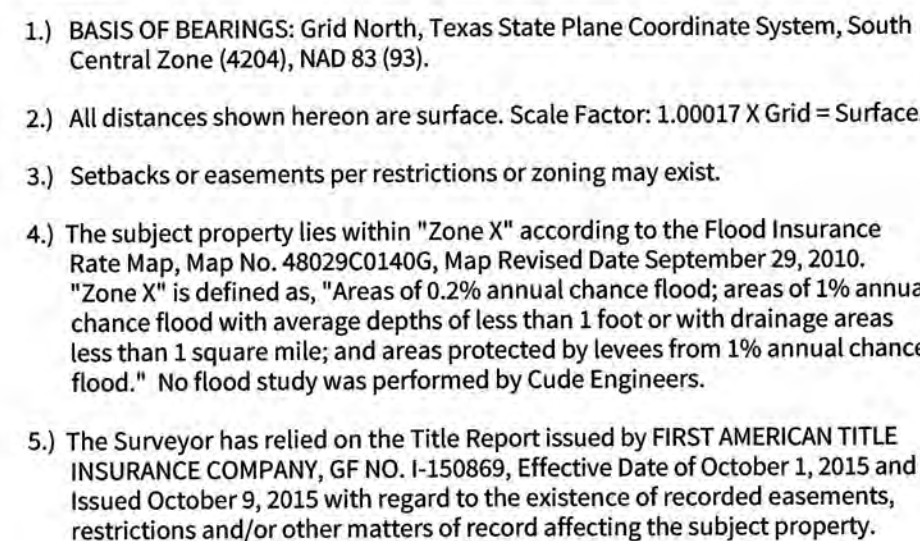 1.) BASIS OF BEARINGS: Grid North, Texas State Plane Coordinate System, South
Central Zone (4204), NAD 83 (93).
2.) All distances shown hereon are surface. Scale Factor: 1.00017 X Grid = Surface.
3.) Setbacks or easements per restrictions or zoning may exist.
4.) The subject property lies within "Zone X" according to the Flood Insurance
Rate Map, Map No. 48029C0140G, Map Revised Date September 29, 2010.
"Zone X" is defined as, "Areas of 0.2% annual chance flood; areas of 1% annua
chance flood with average depths of less than 1 foot or with drainage areas
less than 1 square mile; and areas protected by levees from 1% annual chance
flood." No flood study was performed by Cude Engineers.
5.) The Surveyor has relied on the Title Report issued by FIRST AMERICAN TITLE
INSURANCE COMPANY, GF NO. I-150869, Effective Date of October 1, 2015 and
Issued October 9, 2015 with regard to the existence of recorded easements,
restrictions and/or other matters of record affecting the subject property.